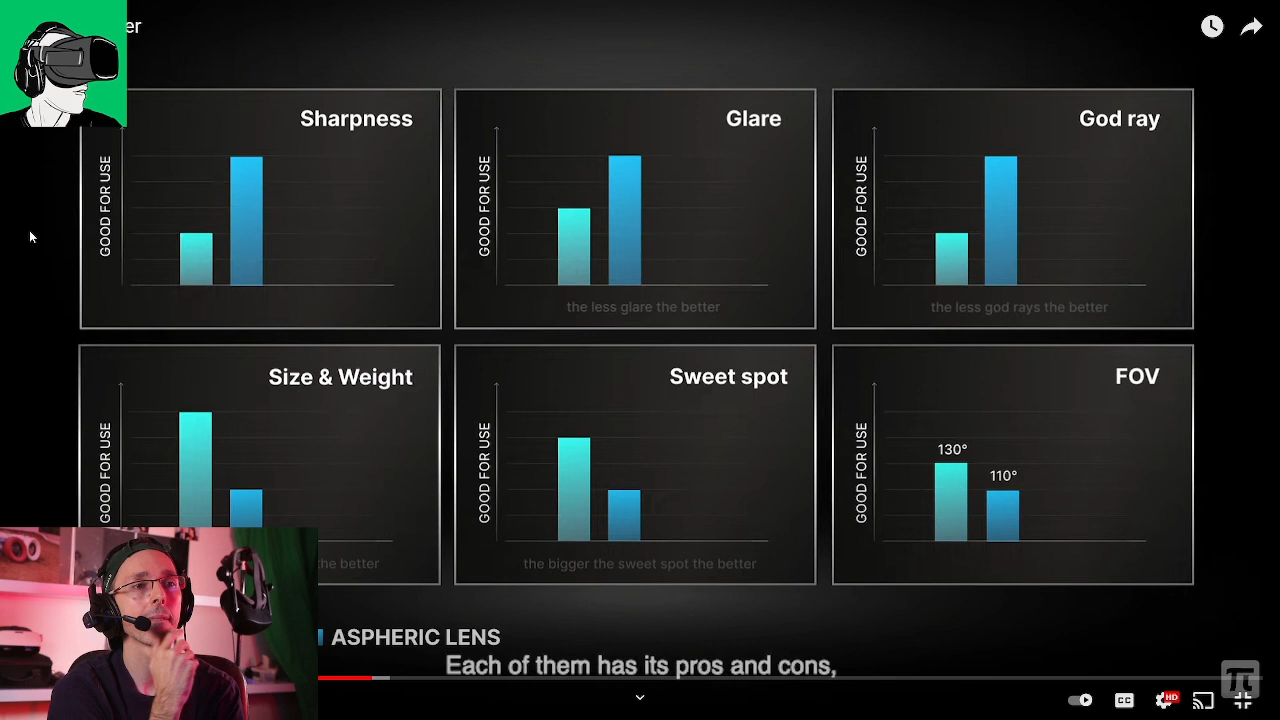 er
Sharpness
GOOD FOR USE
Glare
GOOD FOR USE
the less glare the better
God ray
GOOD FOR USE
the less god rays the better
Size & Weight
GOOD FOR USE
the better
Sweet spot
GOOD FOR USE
the bigger the sweet spot the better
FOV
GOOD FOR USE
130°
110°
ASPHERIC LENS
Each of them has its pros and cons,
CC
HD